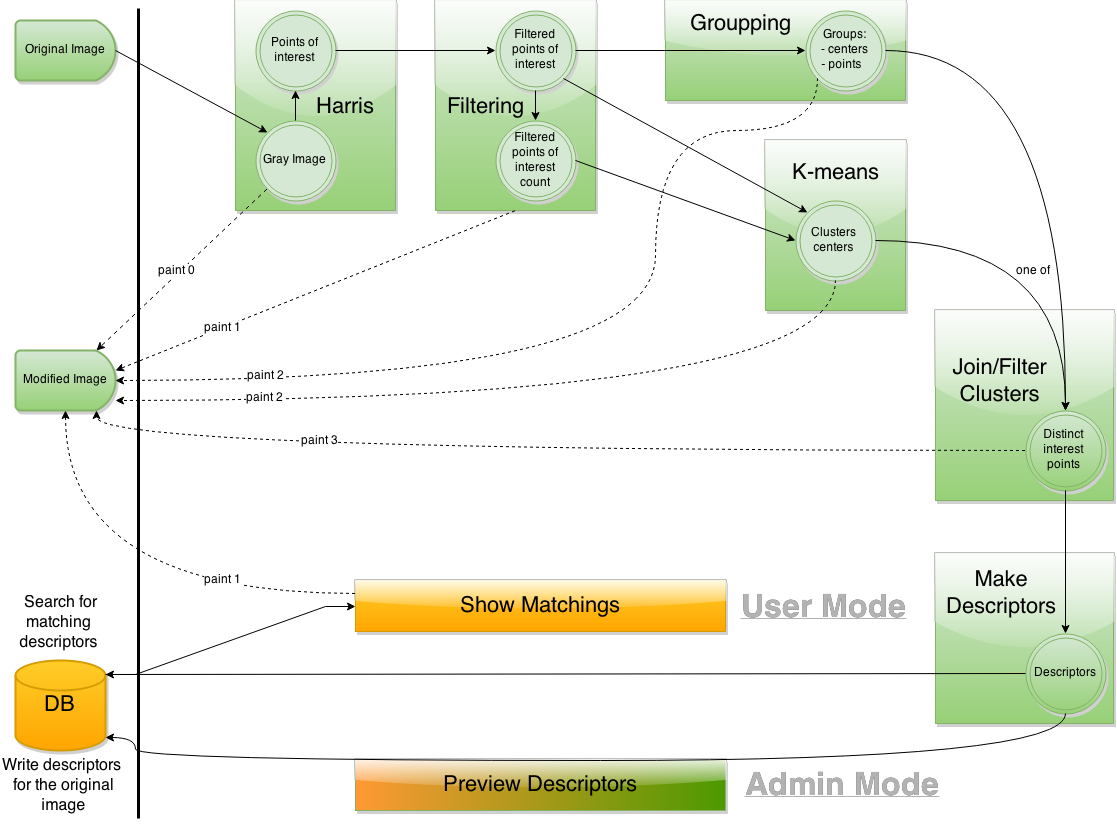 Original Image
Points of
interest
Harris
Gray Image
Filtered
points of
interest
Filtering
Filtered
points of
interest
count
Groupping
Groups:
- centers
- points
K-means
Clusters
centers
one of
paint 0
paint 1
paint 2
paint 2
paint 3
Modified Image
Join/Filter
Clusters
Distinct
interest
points
paint 1
Show Matchings
User Mode
Make
Descriptors
Descriptors
Search for
matching
descriptors
DB
Write descriptors
for the original
image
Preview Descriptors
Admin Mode